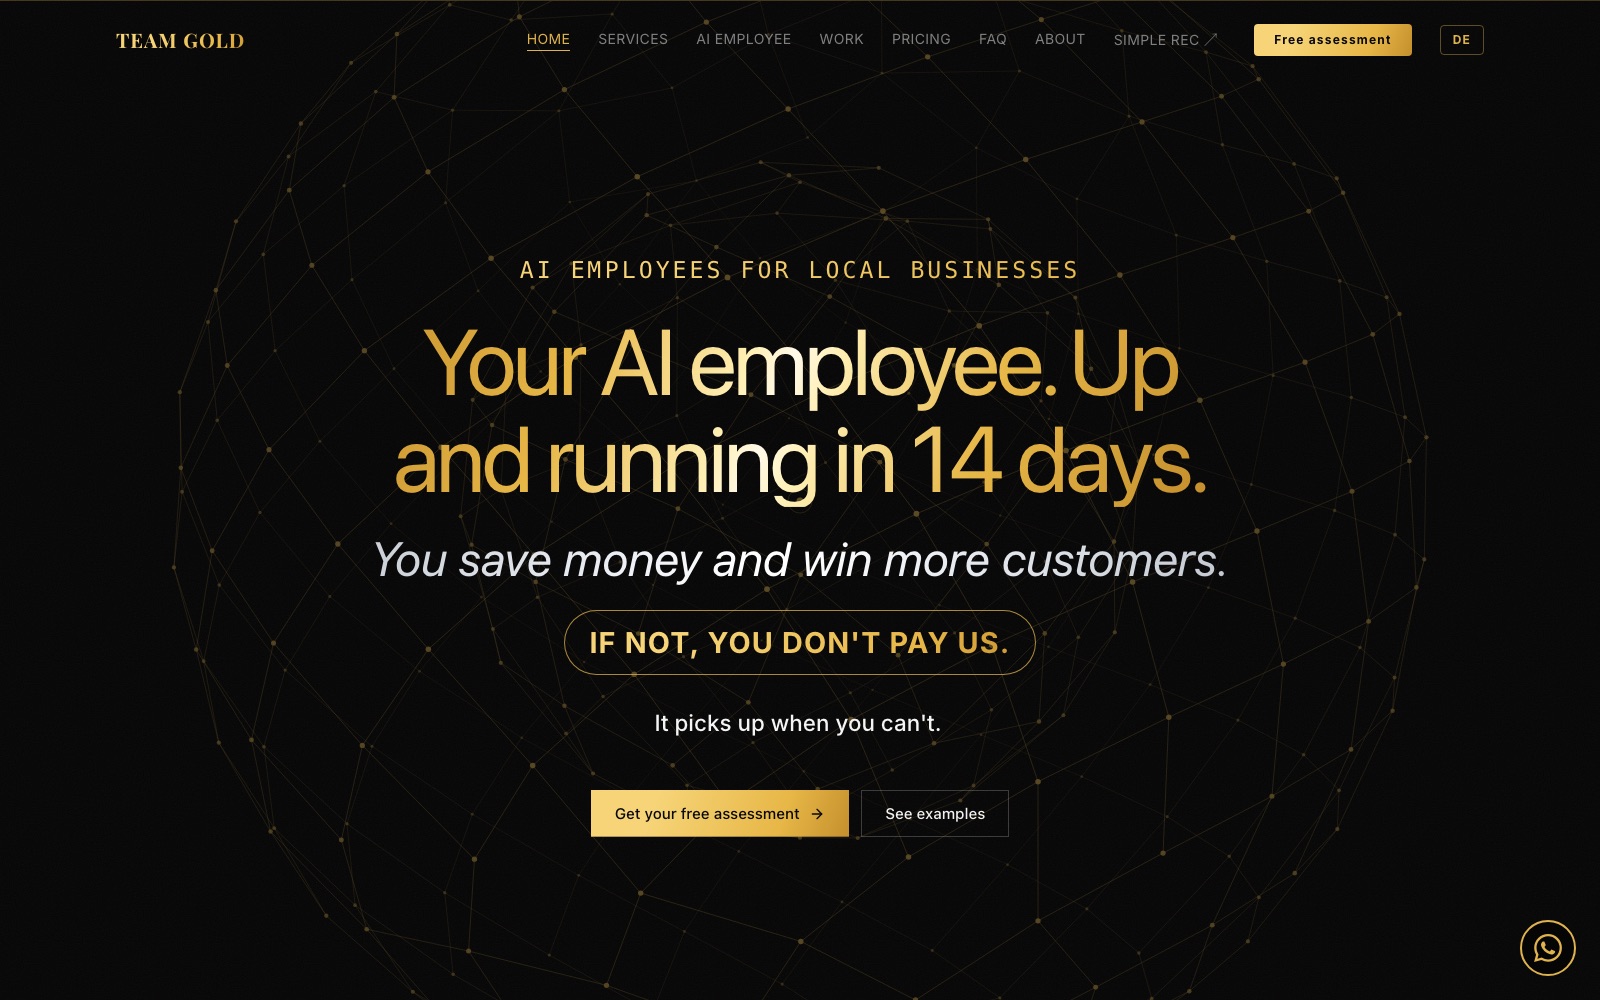 TEAM GOLD
HOME
SERVICES
AI EMPLOYEE
WORK
PRICING
FAQ
ABOUT
SIMPLE REC ↗
Free assessment
DE
AI EMPLOYEES FOR LOCAL BUSINESSES
Your AI employee. Up
and running in 14 days.
You save money and win more customers.
IF NOT, YOU DON'T PAY US.
It picks up when you can't.
Get your free assessment →
See examples